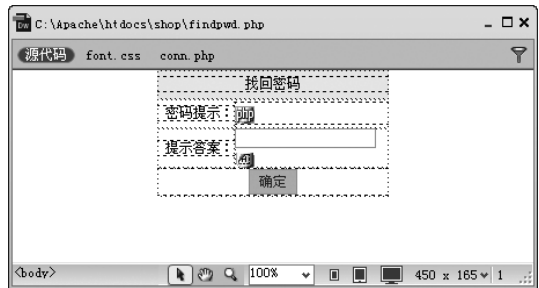 C:\Apache\htdocs\shop\findpwd.php
源代码 font.css conn.php
找回密码
密码提示：php
提示答案：
确定
<body> 100% 450 x 165 1